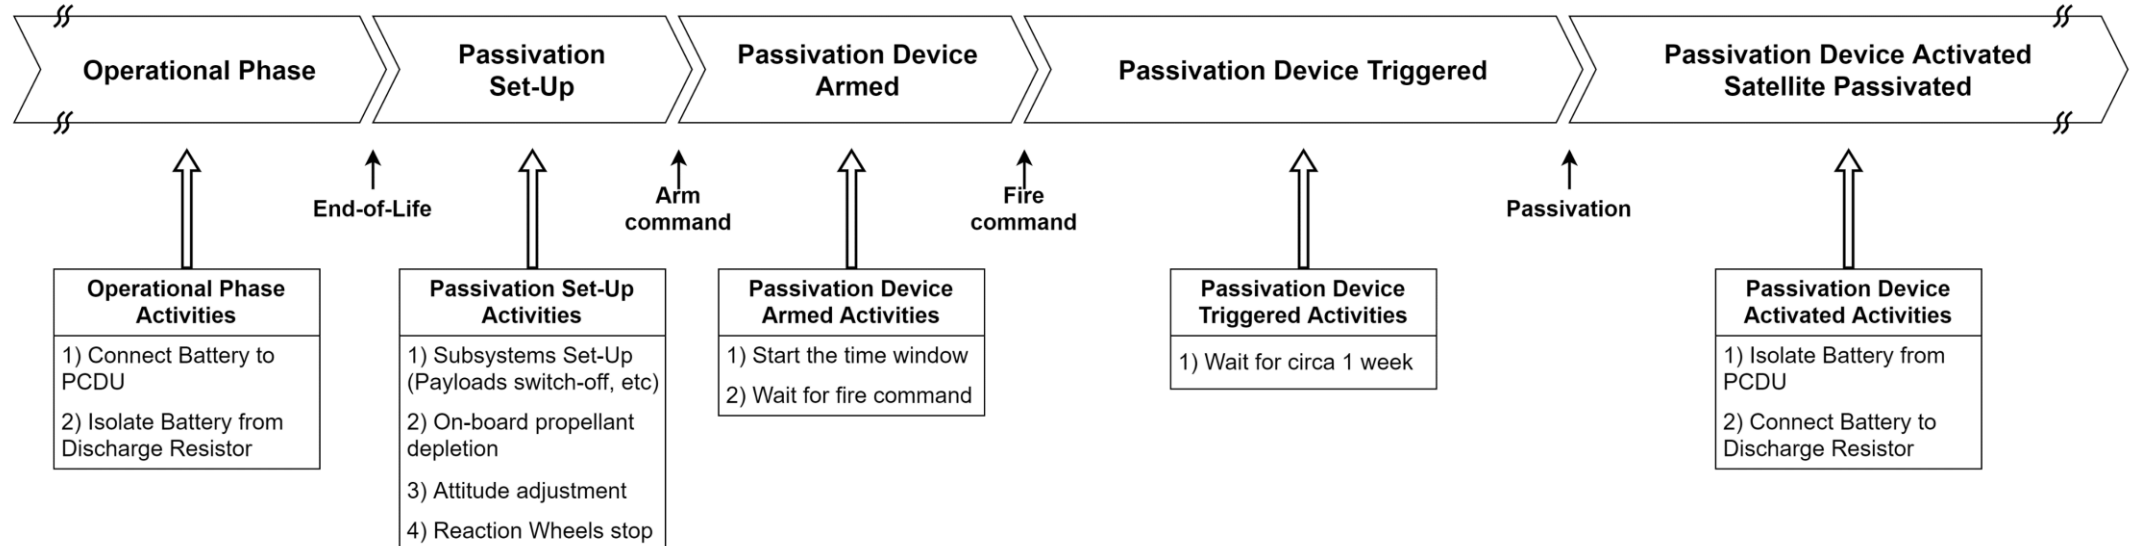 Operational Phase
Passivation
Set-Up
Passivation Device
Armed
Passivation Device Triggered
Passivation Device Activated
Satellite Passivated
End-of-Life
Arm
command
Fire
command
Passivation
Operational Phase
Activities
1) Connect Battery to
PCDU
2) Isolate Battery from
Discharge Resistor
Passivation Set-Up
Activities
1) Subsystems Set-Up
(Payloads switch-off, etc)
2) On-board propellant
depletion
3) Attitude adjustment
4) Reaction Wheels stop
Passivation Device
Armed Activities
1) Start the time window
2) Wait for fire command
Passivation Device
Triggered Activities
1) Wait for circa 1 week
Passivation Device
Activated Activities
1) Isolate Battery from
PCDU
2) Connect Battery to
Discharge Resistor